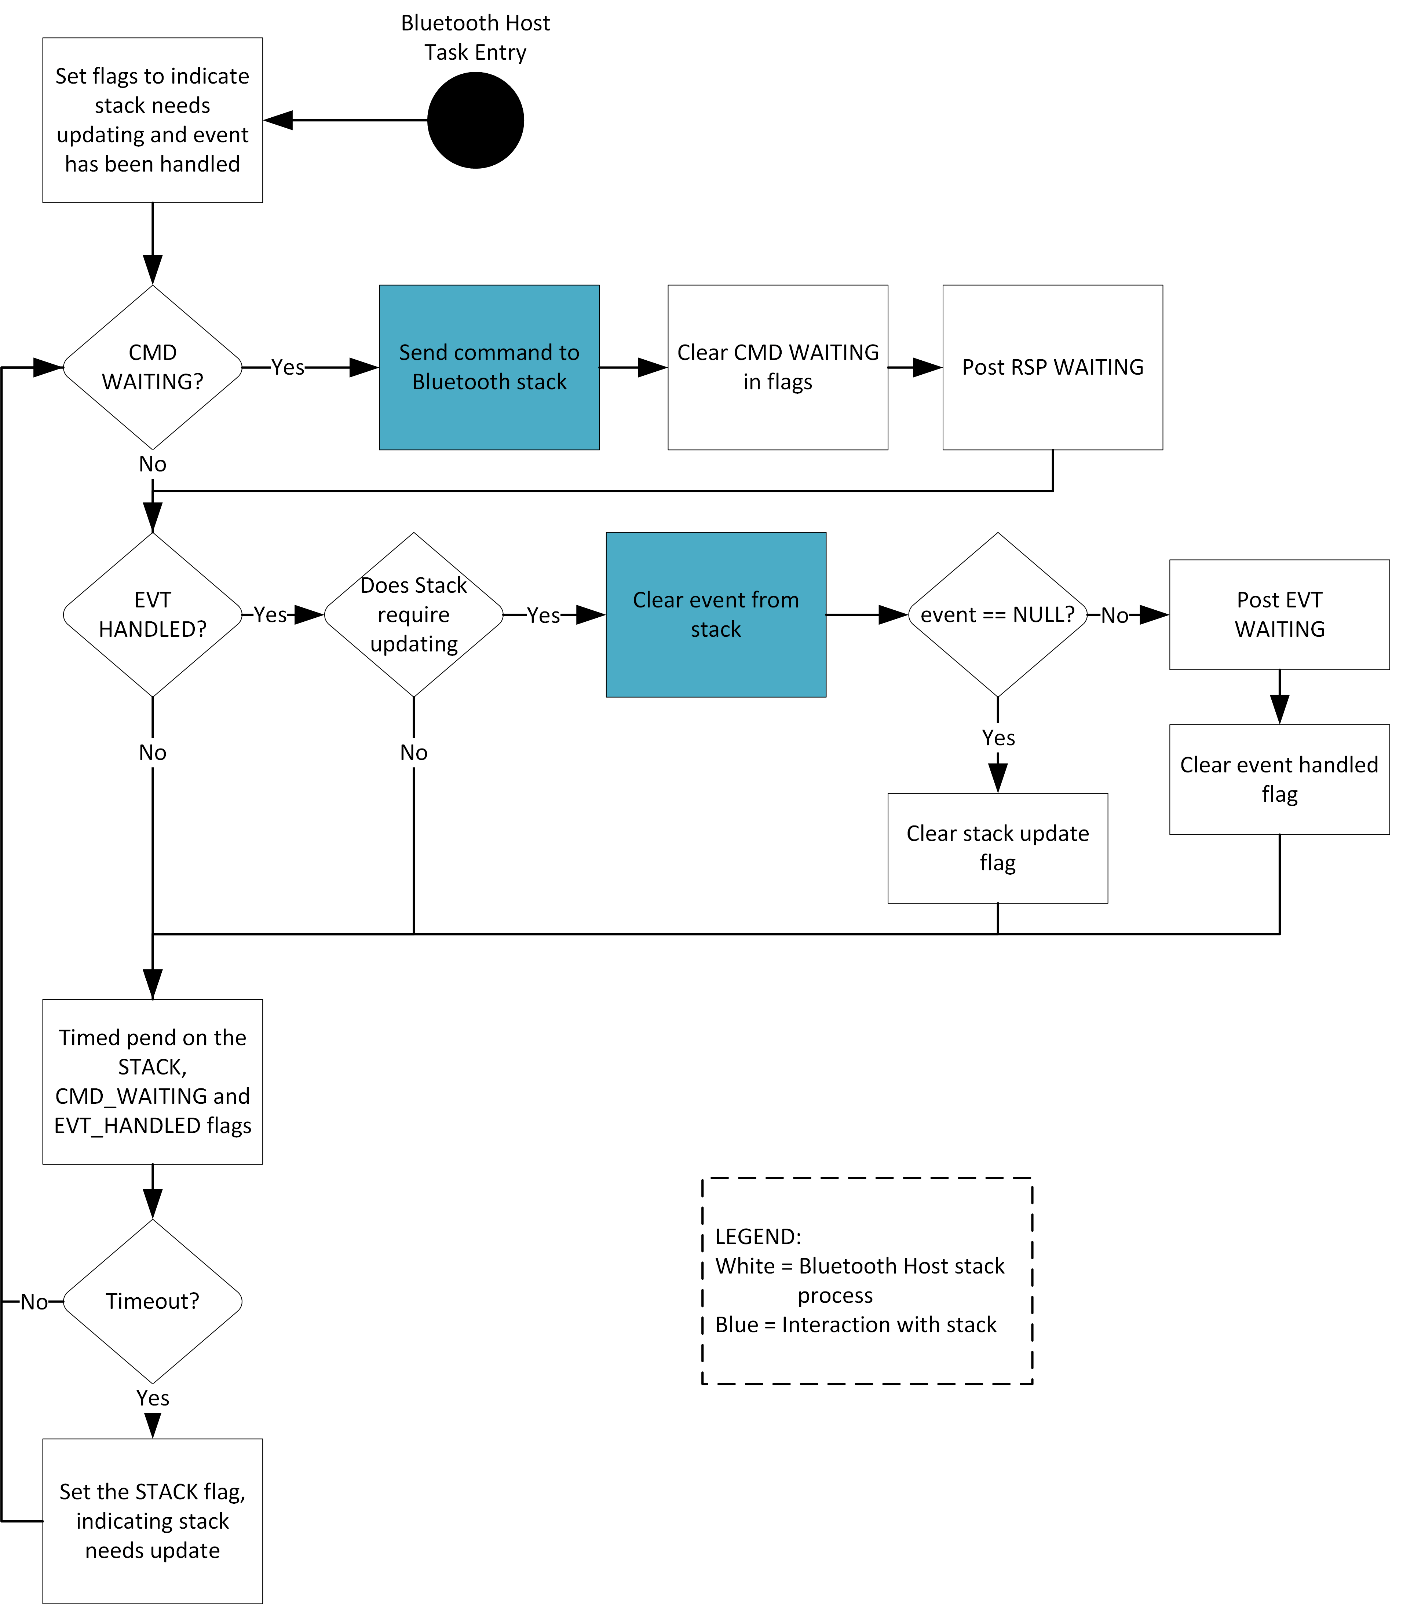 Bluetooth Host
Task Entry
Set flags to indicate
stack needs
updating and event
has been handled
CMD
WAITING?
Yes
Send command to
Bluetooth stack
Clear CMD WAITING
in flags
Post RSP WAITING
No
EVT
HANDLED?
Yes
Does Stack
require
updating
Yes
Clear event from
stack
event == NULL?
No
Post EVT
WAITING
No
No
Yes
Clear event handled
flag
Clear stack update
flag
Timed pend on the
STACK,
CMD_WAITING and
EVT_HANDLED flags
Timeout?
No
Yes
Set the STACK flag,
indicating stack
needs update
LEGEND:
White = Bluetooth Host stack
process
Blue = Interaction with stack